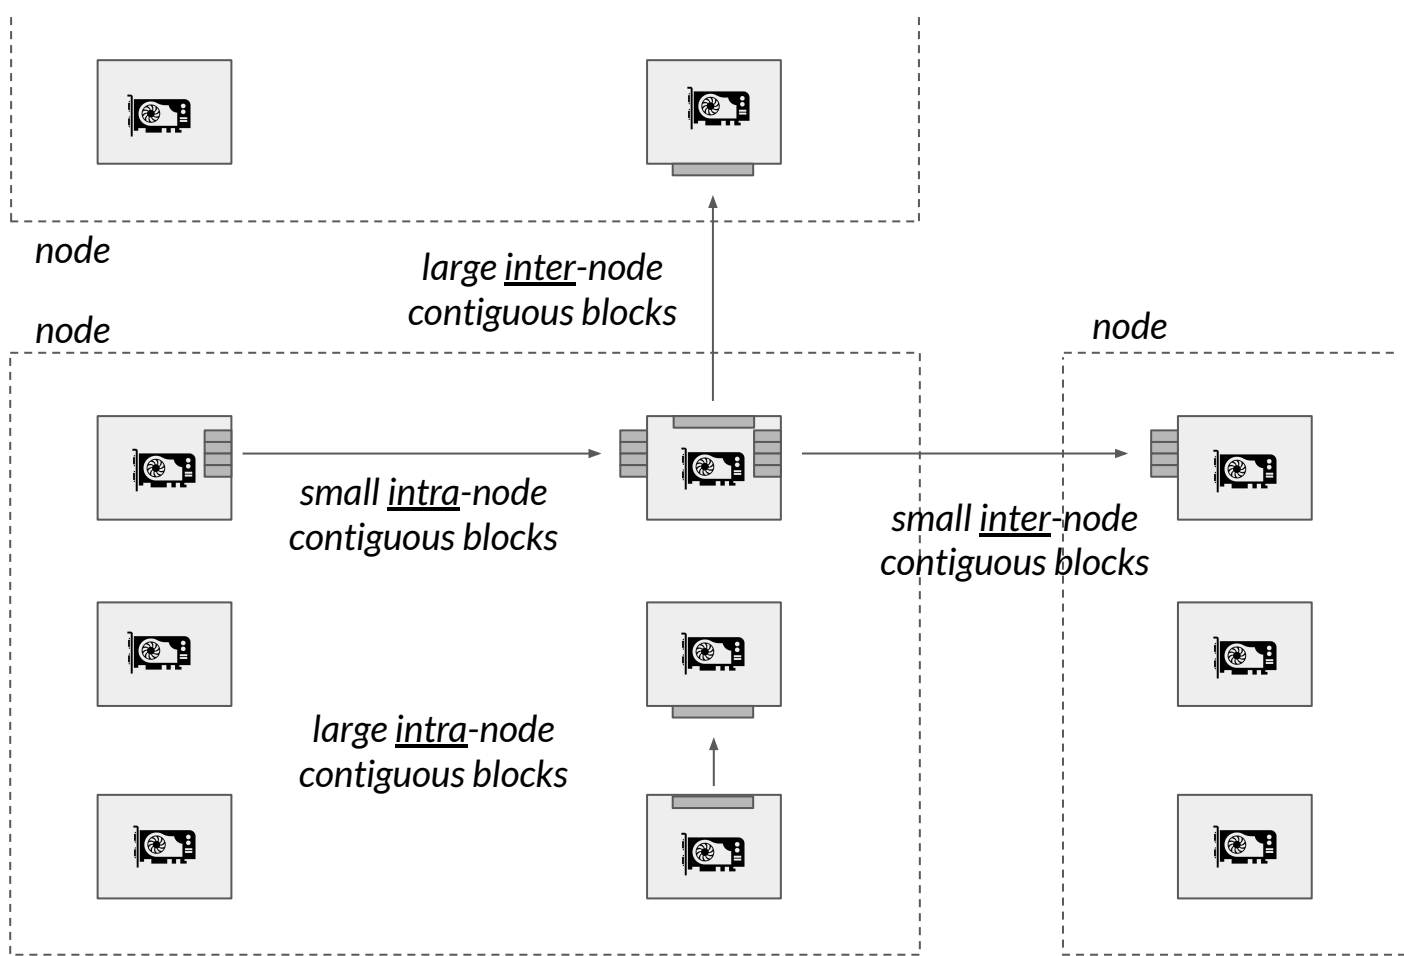 node
large inter-node
contiguous blocks
node
node
small intra-node
contiguous blocks
small inter-node
contiguous blocks
large intra-node
contiguous blocks